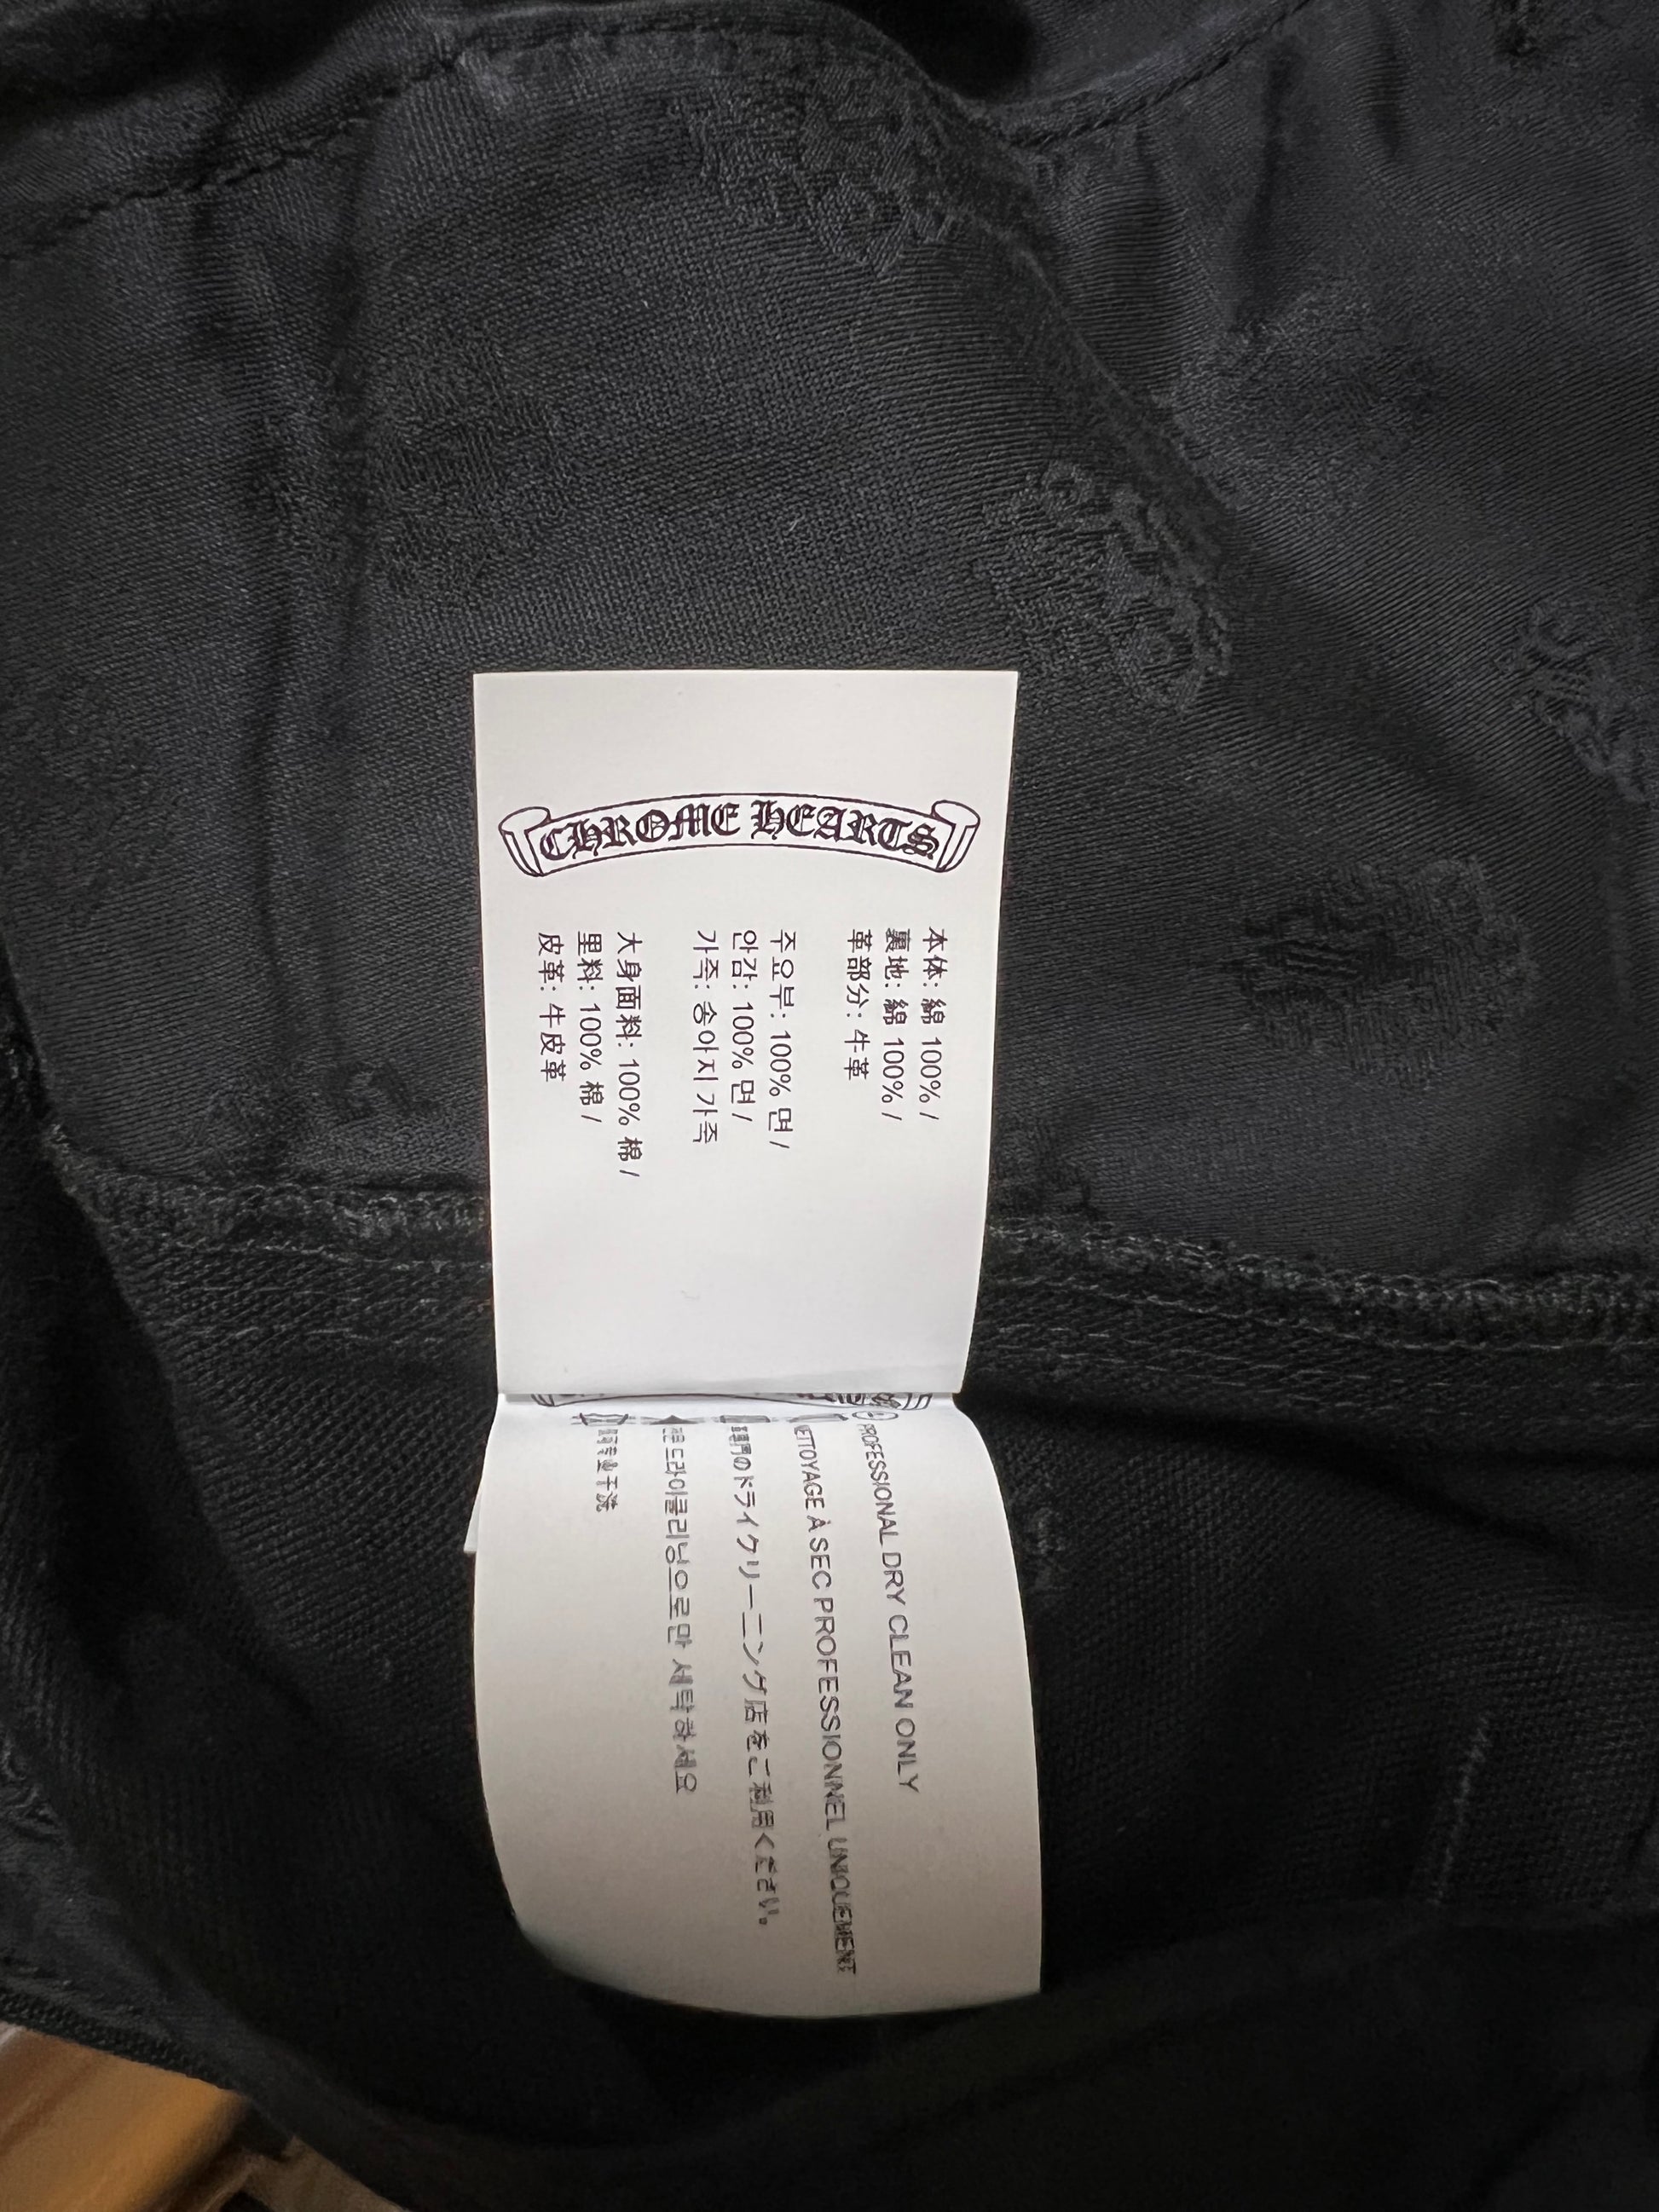 CHROME HEARTS
本体: 綿 100% /
裏地: 綿 100% /
革部分: 牛革
주요부: 100% 면 /
안감: 100% 면 /
가죽: 송아지 가죽
大身面料: 100% 棉 /
里料: 100% 棉 /
皮革: 牛皮革
PROFESSIONAL DRY CLEAN ONLY
NETTOYAGE À SEC PROFESSIONNEL UNIQUEMENT
のドライクリーニング店をご利用ください。
드라이클리닝으로만 세탁하세요
干洗